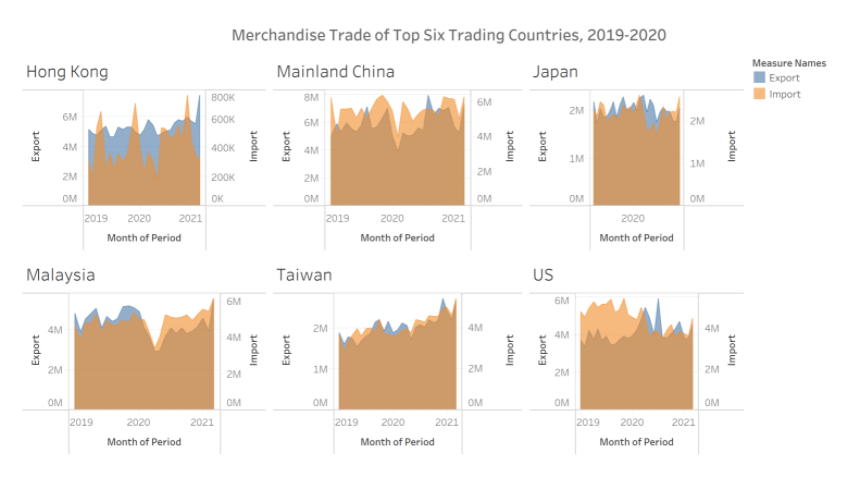 Merchandise Trade of Top Six Trading Countries, 2019-2020
Measure Names
Export
Import
Hong Kong
Export
6M
4M
2M
0M
800K
600K
400K
200K
0K
Import
2019 2020 2021
Month of Period
Mainland China
Export
8M
6M
4M
2M
0M
6M
4M
2M
0M
Import
2019 2020 2021
Month of Period
Japan
Export
2M
1M
0M
2M
1M
0M
Import
2020
Month of Period
Malaysia
Export
4M
2M
0M
6M
4M
2M
0M
Import
2019 2020 2021
Month of Period
Taiwan
Export
2M
1M
0M
4M
2M
0M
Import
2019 2020 2021
Month of Period
US
Export
6M
4M
2M
0M
4M
2M
0M
Import
2019 2020 2021
Month of Period